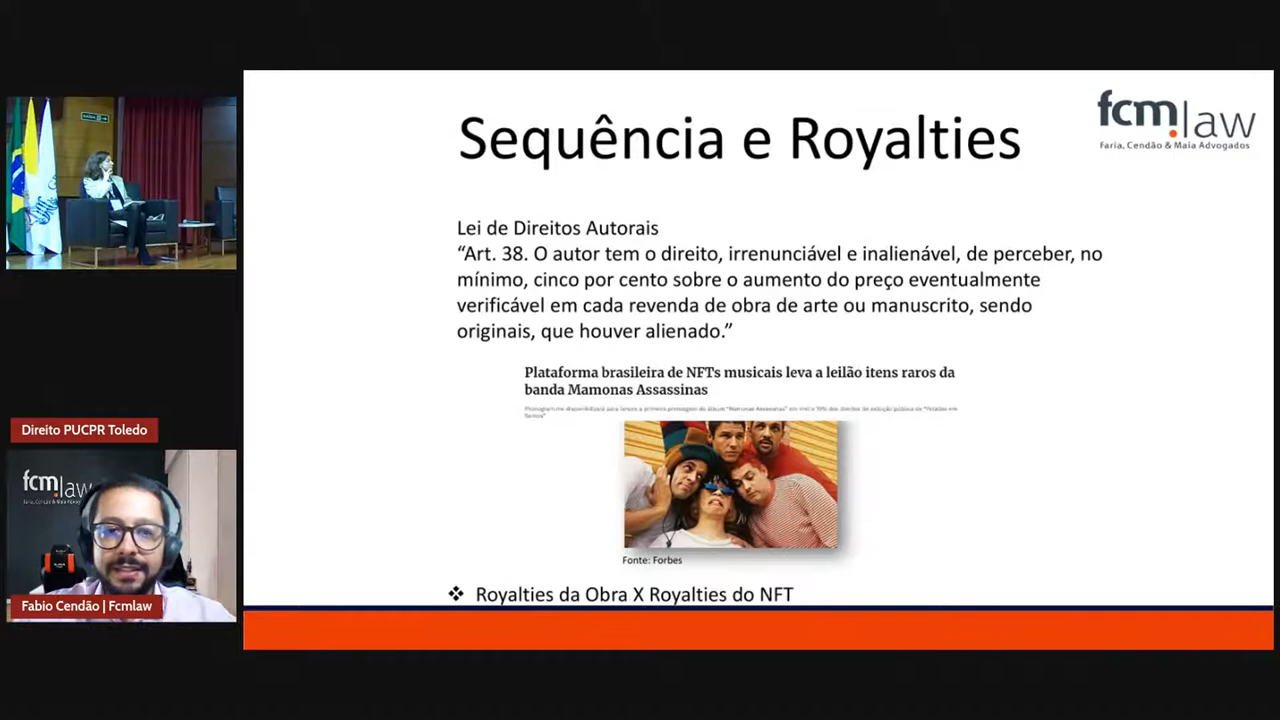 Sequência e Royalties
fcm.law
Faria, Cendão & Maia Advogados
Lei de Direitos Autorais
“Art. 38. O autor tem o direito, irrenunciável e inalienável, de perceber, no
mínimo, cinco por cento sobre o aumento do preço eventualmente
verificável em cada revenda de obra de arte ou manuscrito, sendo
originais, que houver alienado.”
Plataforma brasileira de NFTs musicais leva a leilão itens raros da
banda Mamonas Assassinas
Fonte: Forbes
❖ Royalties da Obra X Royalties do NFT
Direito PUCPR Toledo
fcm.law
Fabio Cendão | Fcmlaw